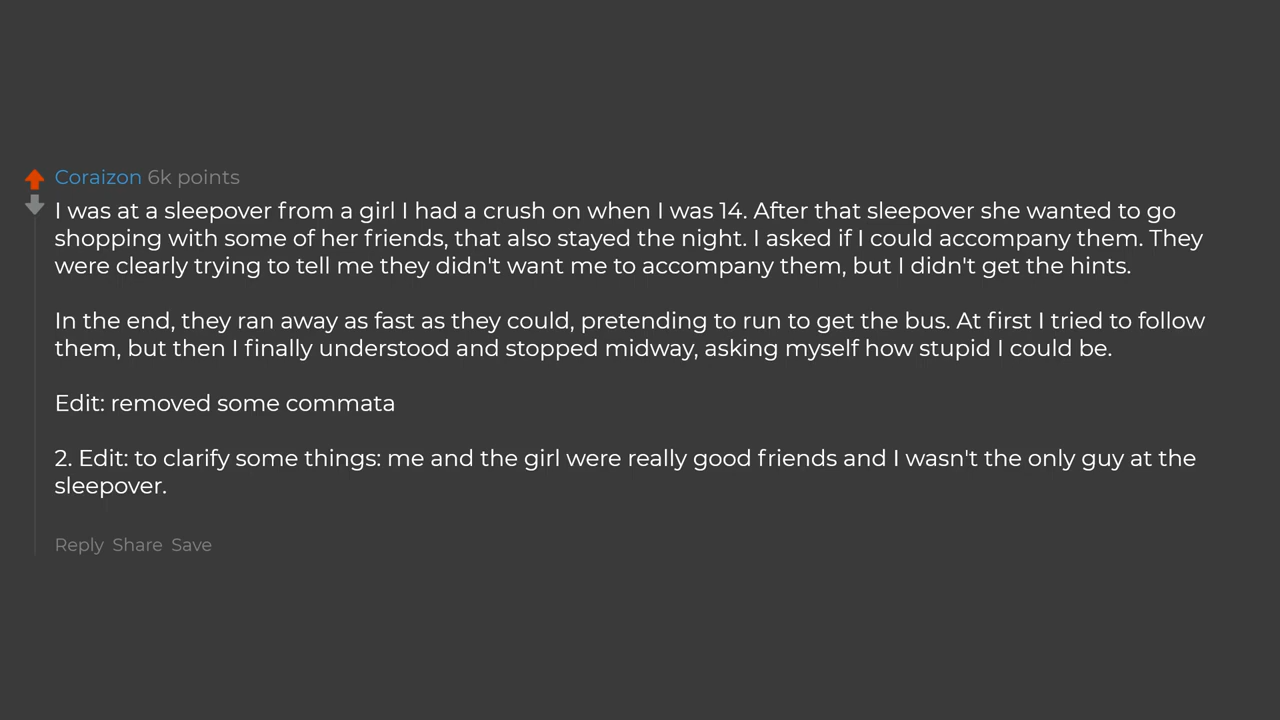 Coraizon 6k points
I was at a sleepover from a girl I had a crush on when I was 14. After that sleepover she wanted to go
shopping with some of her friends, that also stayed the night. I asked if I could accompany them. They
were clearly trying to tell me they didn't want me to accompany them, but I didn't get the hints.
In the end, they ran away as fast as they could, pretending to run to get the bus. At first I tried to follow
them, but then I finally understood and stopped midway, asking myself how stupid I could be.
Edit: removed some commata
2. Edit: to clarify some things: me and the girl were really good friends and I wasn't the only guy at the
sleepover.
Reply Share Save